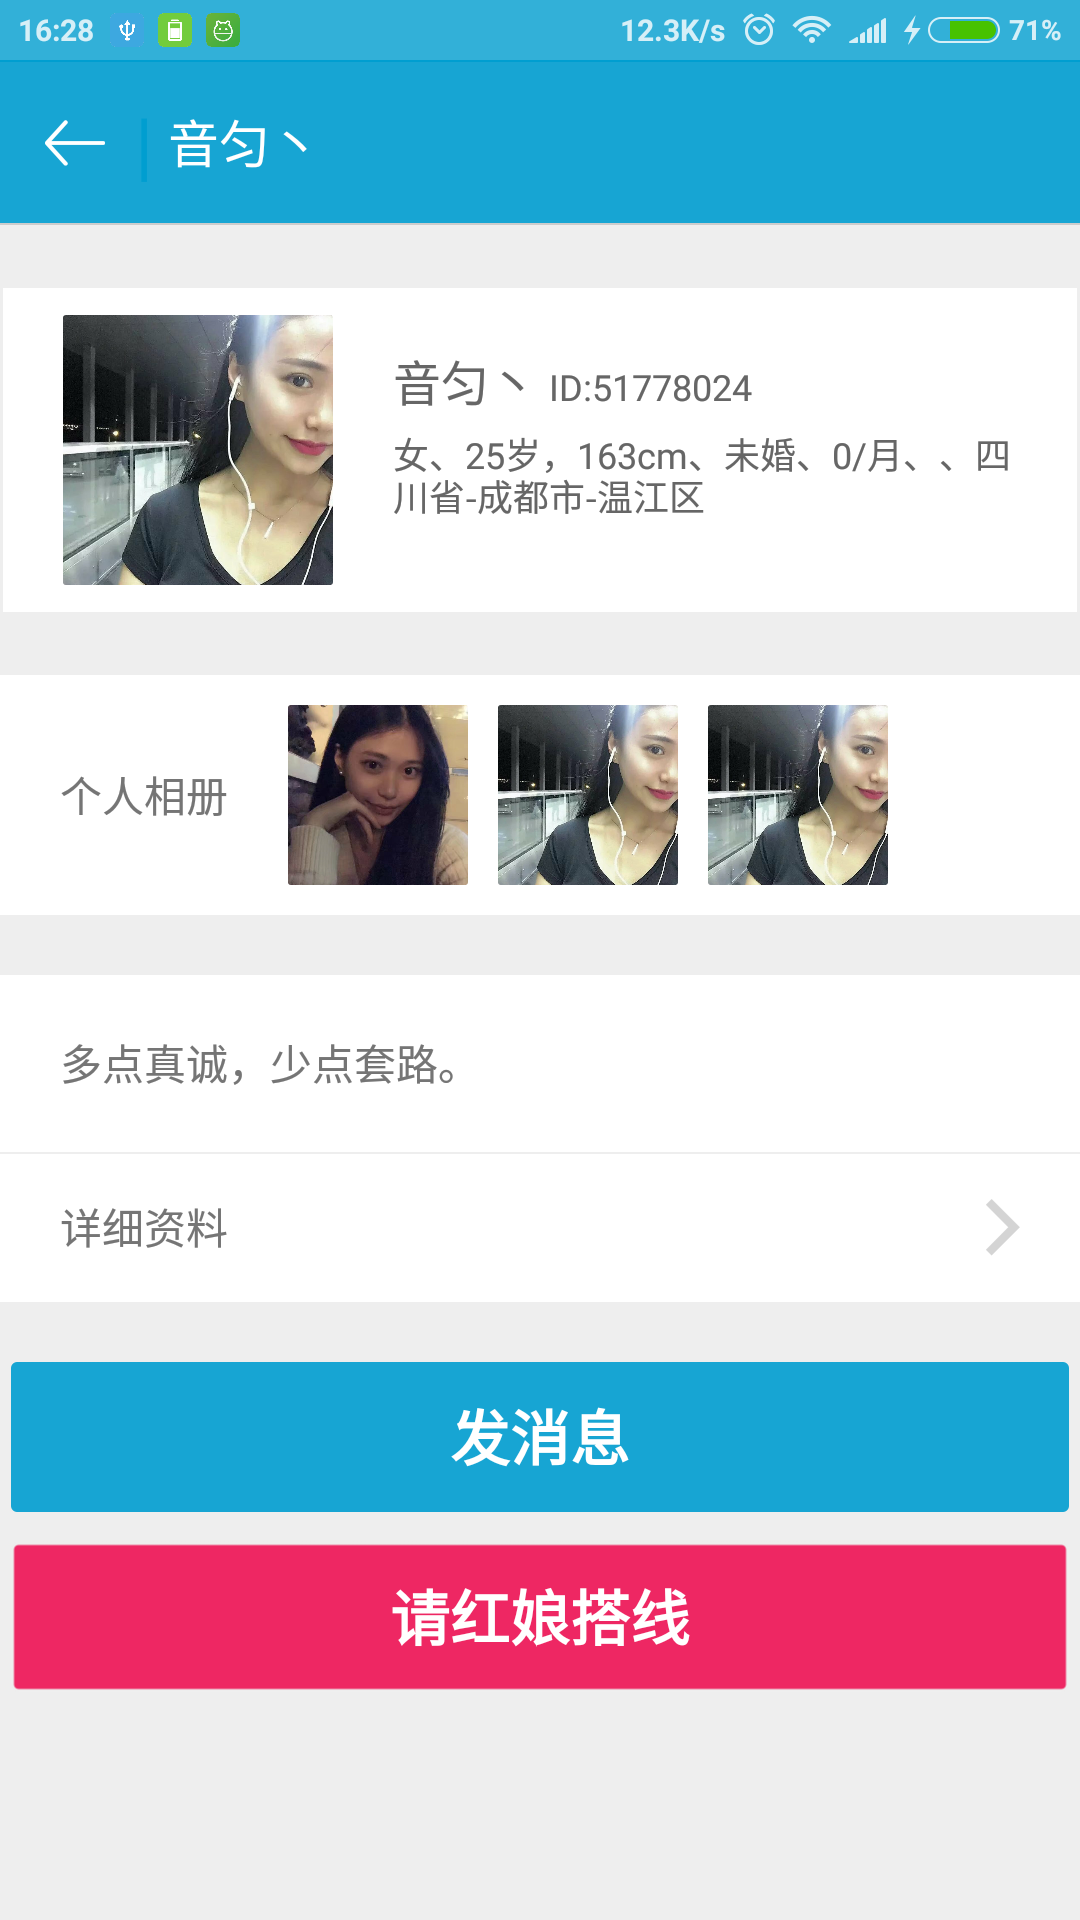 16:28 12.3K/s 71%
音匀丶
音匀丶 ID:51778024
女、25岁，163cm、未婚、0/月、、四
川省-成都市-温江区
个人相册
多点真诚，少点套路。
详细资料
发消息
请红娘搭线